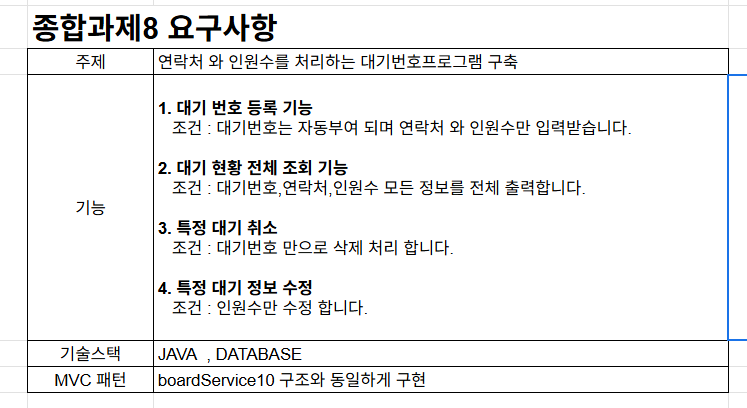 종합과제8 요구사항
주제
연락처 와 인원수를 처리하는 대기번호프로그램 구축
기능
1. 대기 번호 등록 기능
조건 : 대기번호는 자동부여 되며 연락처 와 인원수만 입력받습니다.
2. 대기 현황 전체 조회 기능
조건 : 대기번호,연락처,인원수 모든 정보를 전체 출력합니다.
3. 특정 대기 취소
조건 : 대기번호 만으로 삭제 처리 합니다.
4. 특정 대기 정보 수정
조건 : 인원수만 수정 합니다.
기술스택
JAVA , DATABASE
MVC 패턴
boardService10 구조와 동일하게 구현